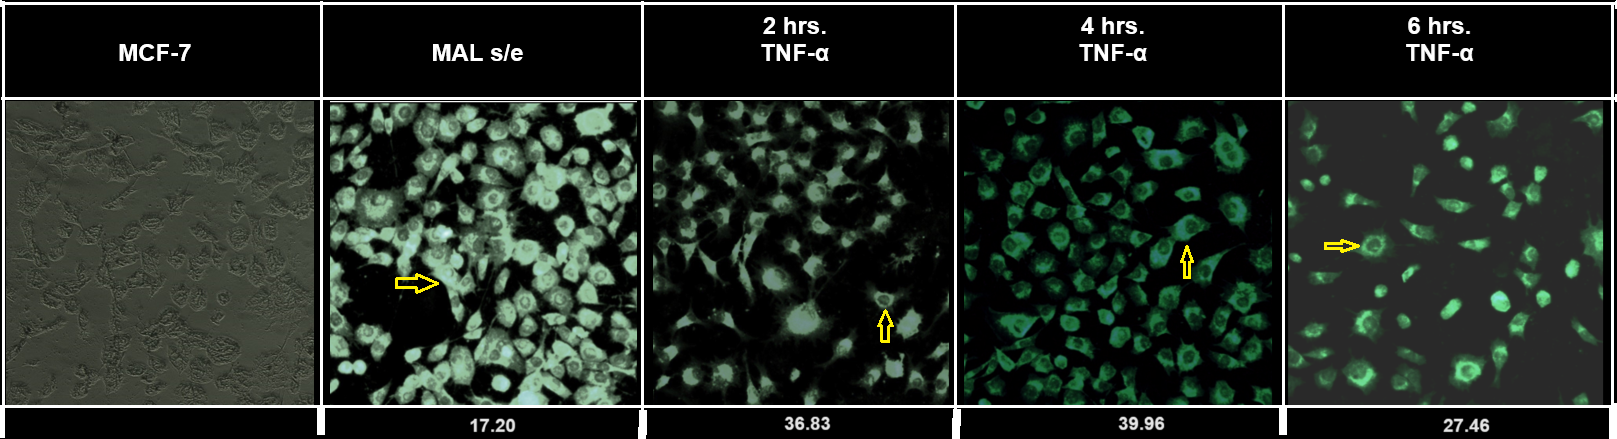 MCF-7
MAL s/e
2 hrs.
TNF-α
4 hrs.
TNF-α
6 hrs.
TNF-α
17.20
36.83
39.96
27.46